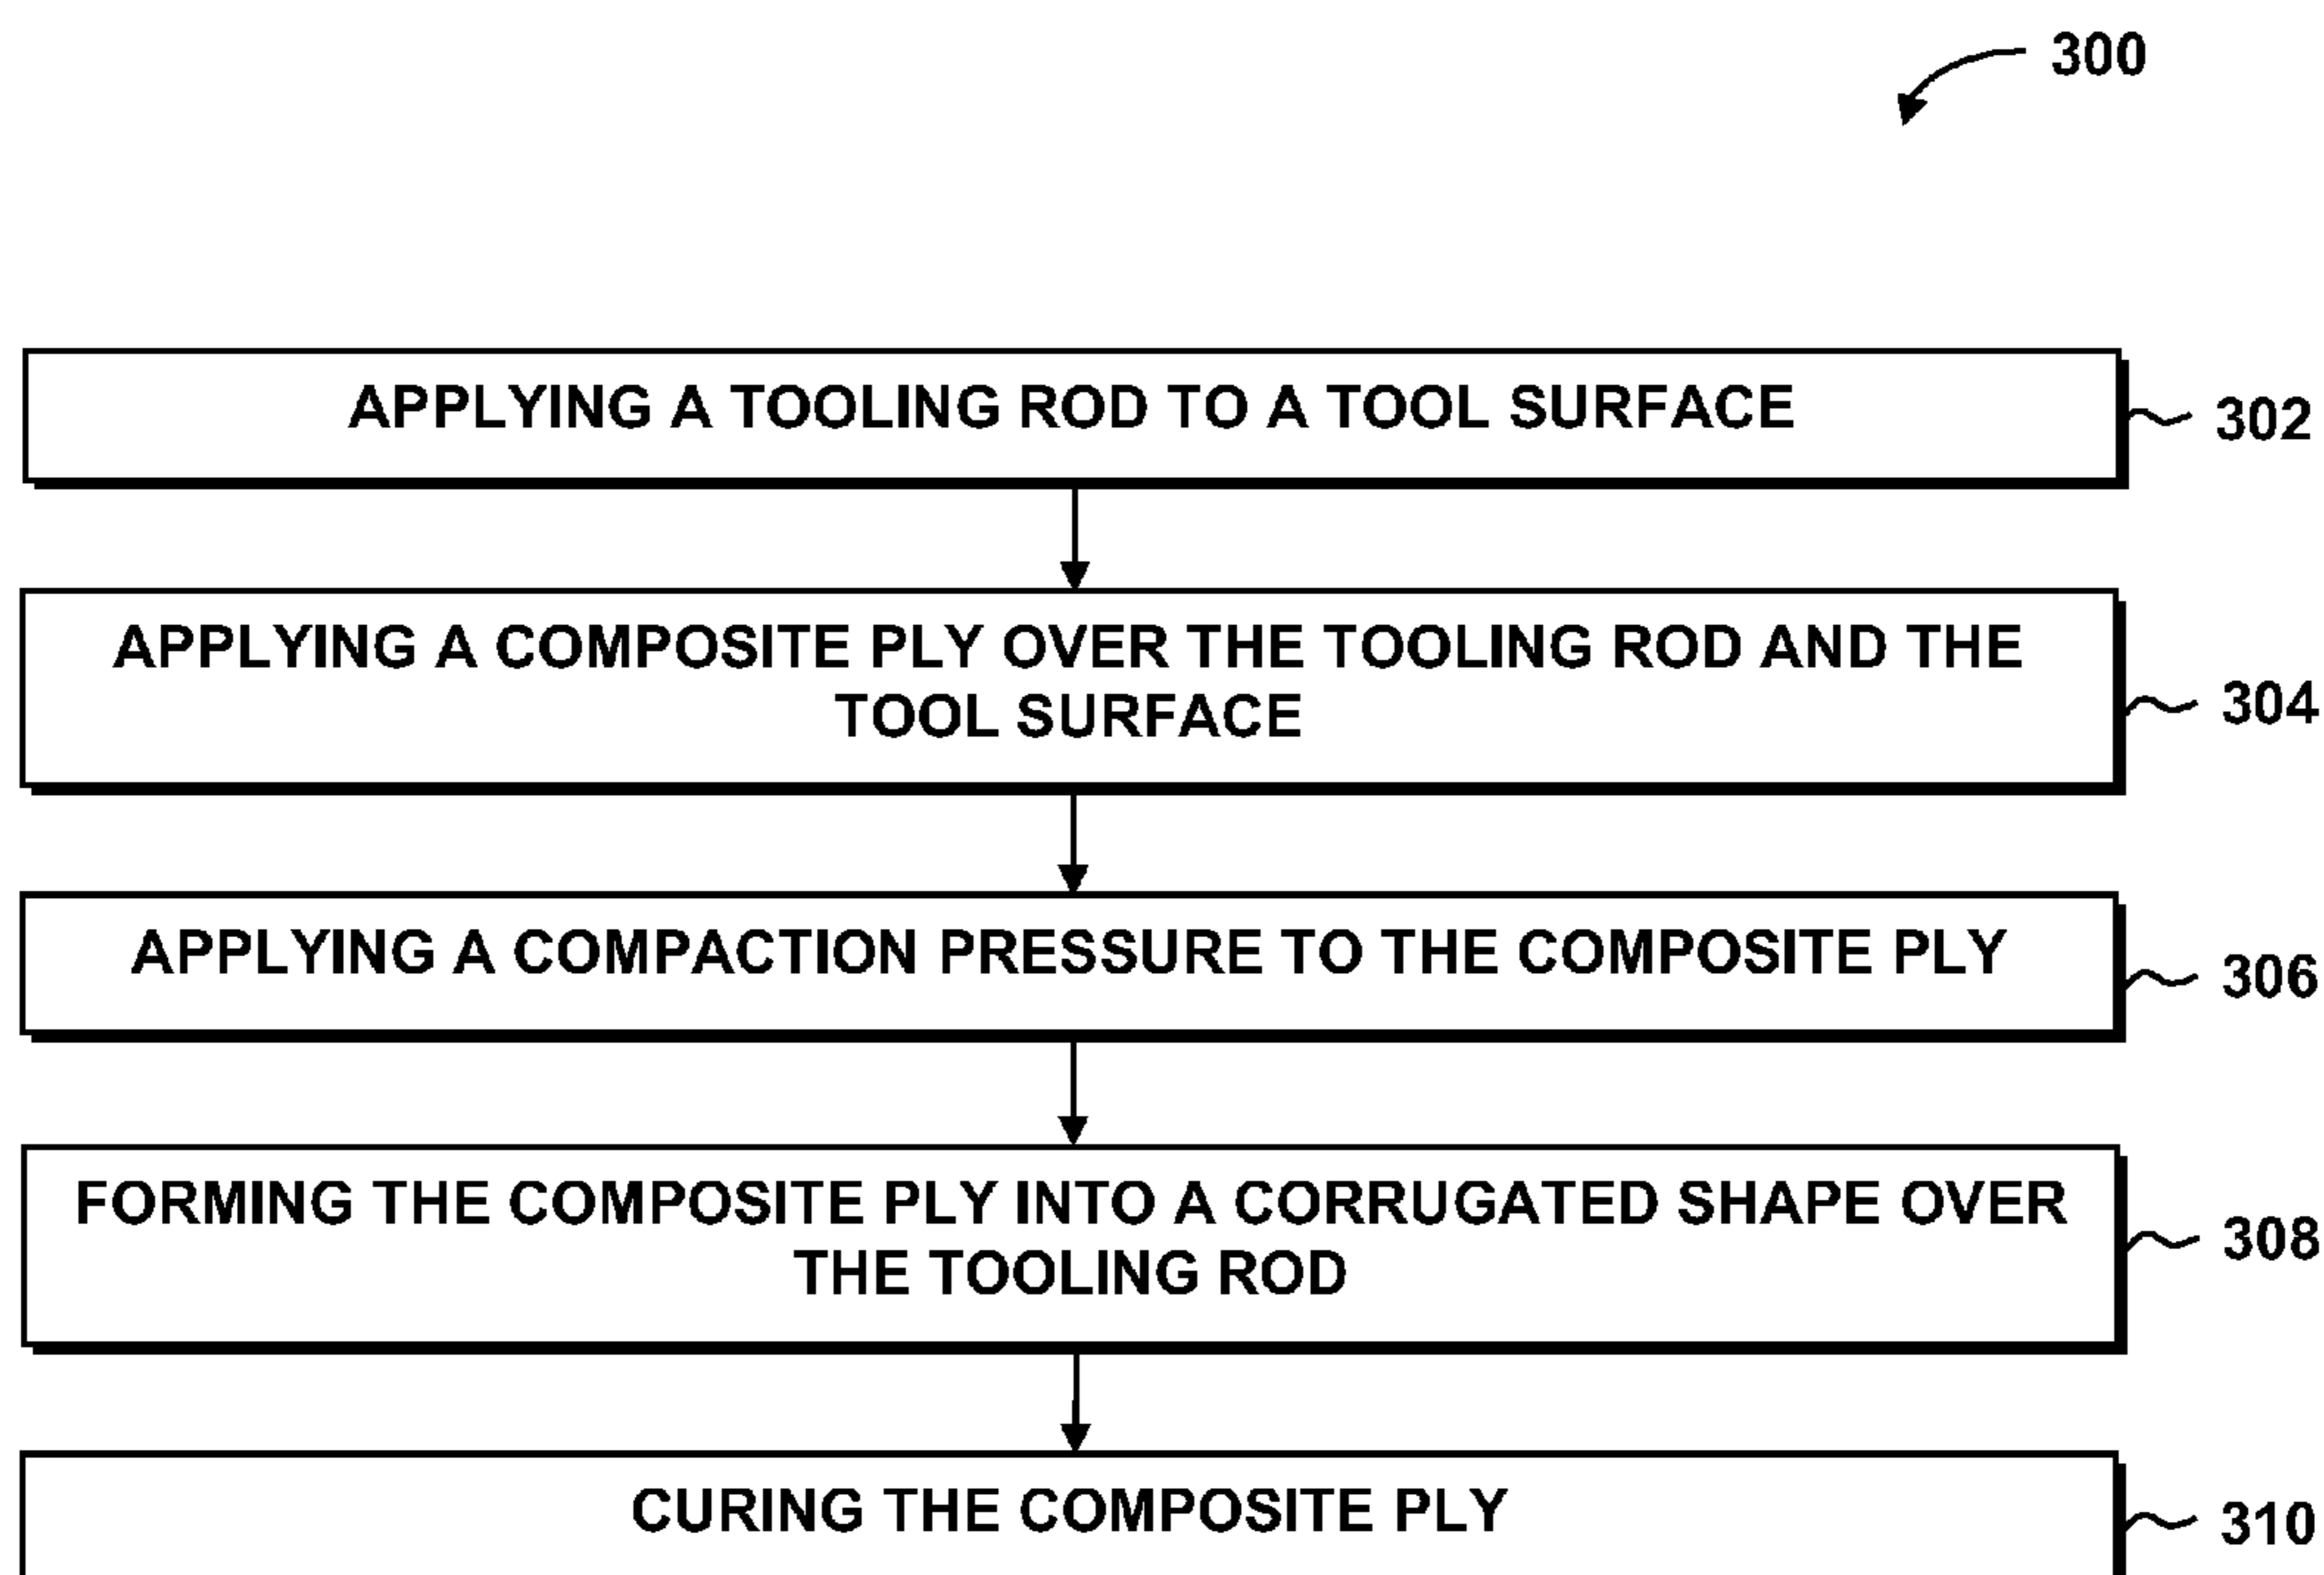 300
APPLYING A TOOLING ROD TO A TOOL SURFACE
302
APPLYING A COMPOSITE PLY OVER THE TOOLING ROD AND THE
TOOL SURFACE
304
APPLYING A COMPACTION PRESSURE TO THE COMPOSITE PLY
306
FORMING THE COMPOSITE PLY INTO A CORRUGATED SHAPE OVER
THE TOOLING ROD
308
CURING THE COMPOSITE PLY
310